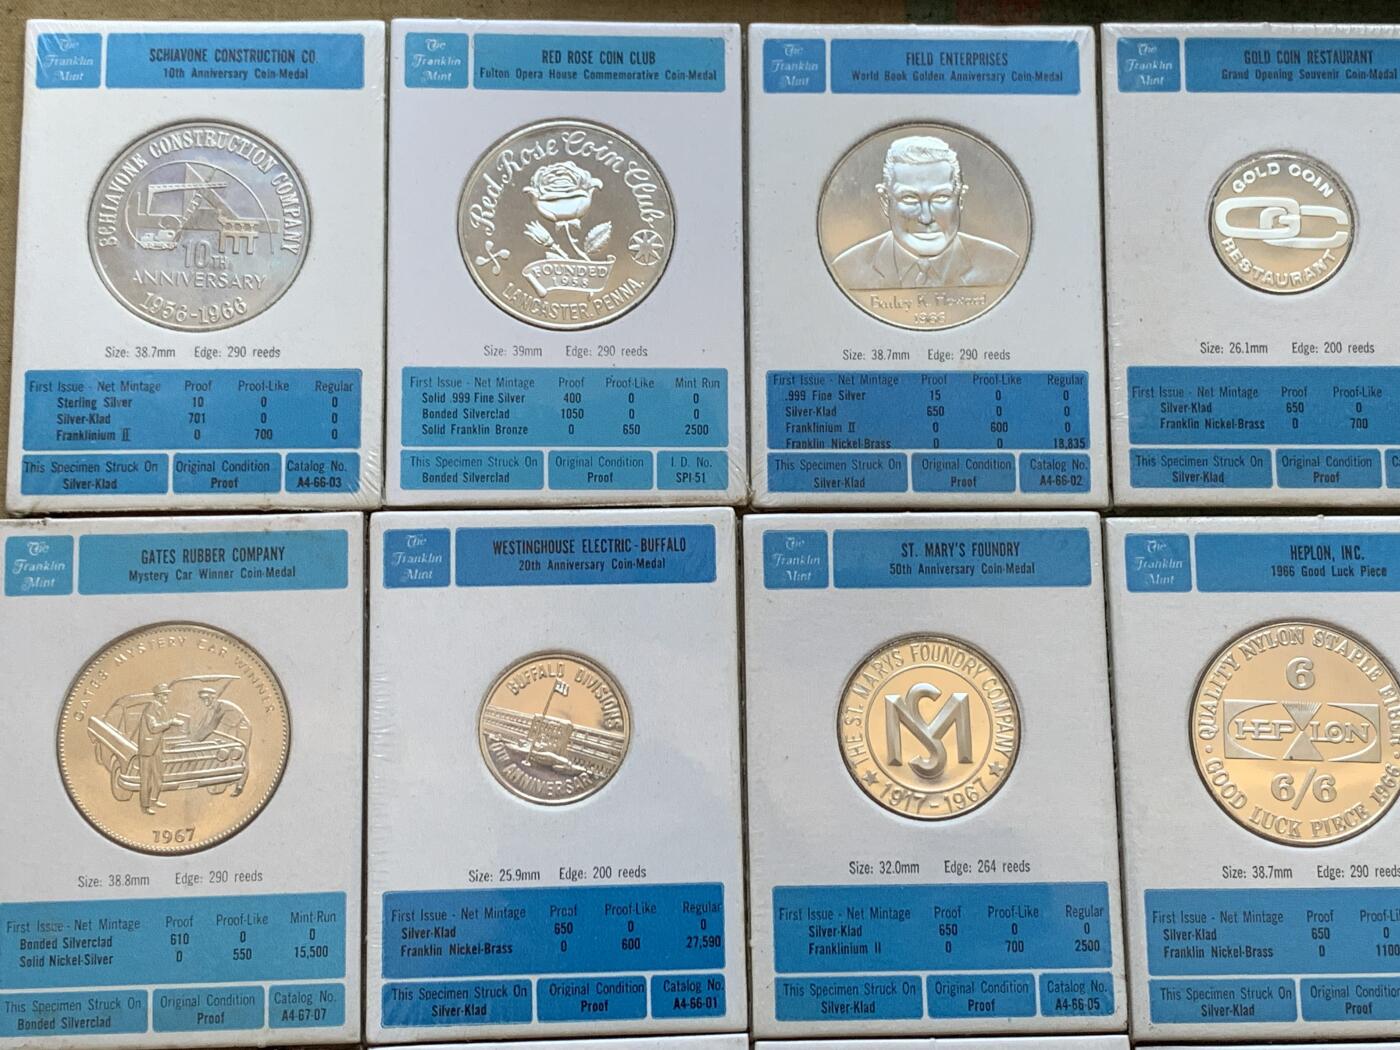 The
Franklin
Mint
SCHIAVONE CONSTRUCTION CO.
10th Anniversary Coin-Medal
SCHIAVONE CONSTRUCTION COMPANY
10TH
ANNIVERSARY
1956-1966
Size: 38.7mm Edge: 290 reeds
First Issue - Net Mintage Proof Proof-Like Regular
Sterling Silver 10 0 0
Silver-Klad 701 0 0
Franklinium II 0 700 0
This Specimen Struck On
Silver-Klad
Original Condition
Proof
Catalog No.
A4-66-03
The
Franklin
Mint
RED ROSE COIN CLUB
Fulton Opera House Commemorative Coin-Medal
Red Rose Coin Club
FOUNDED
1956
LANCASTER, PENNA.
Size: 39mm Edge: 290 reeds
First Issue - Net Mintage Proof Proof-Like Mint Run
Solid .999 Fine Silver 400 0 0
Bonded Silverclad 1050 0 0
Solid Franklin Bronze 0 650 2500
This Specimen Struck On
Bonded Silverclad
Original Condition
Proof
I. D. No.
SPI-51
The
Franklin
Mint
FIELD ENTERPRISES
World Book Golden Anniversary Coin-Medal
Bailey K. Howard
1966
Size: 38.7mm Edge: 290 reeds
First Issue - Net Mintage Proof Proof-Like Regular
.999 Fine Silver 15 0 0
Silver-Klad 650 0 0
Franklinium II 0 600 0
Franklin Nickel-Brass 0 0 18,835
This Specimen Struck On
Silver-Klad
Original Condition
Proof
Catalog No.
A4-66-02
The
Franklin
Mint
GOLD COIN RESTAURANT
Grand Opening Souvenir Coin-Medal
GOLD COIN
GC
RESTAURANT
Size: 26.1mm Edge: 200 reeds
First Issue - Net Mintage Proof Proof-Like
Silver-Klad 650 0
Franklin Nickel-Brass 0 700
This Specimen Struck On
Silver-Klad
Original Condition
Proof
The
Franklin
Mint
GATES RUBBER COMPANY
Mystery Car Winner Coin-Medal
GATES MYSTERY CAR WINNER
1967
Size: 38.8mm Edge: 290 reeds
First Issue - Net Mintage Proof Proof-Like Mint-Run
Bonded Silverclad 610 0 0
Solid Nickel-Silver 0 550 15,500
This Specimen Struck On
Bonded Silverclad
Original Condition
Proof
Catalog No.
A4-67-07
The
Franklin
Mint
WESTINGHOUSE ELECTRIC-BUFFALO
20th Anniversary Coin-Medal
BUFFALO DIVISIONS
ANNIVERSARY
Size: 25.9mm Edge: 200 reeds
First Issue - Net Mintage Proof Proof-Like Regular
Silver-Klad 650 0 0
Franklin Nickel-Brass 0 600 27,590
This Specimen Struck On
Silver-Klad
Original Condition
Proof
Catalog No.
A4-66-01
The
Franklin
Mint
ST. MARY'S FOUNDRY
50th Anniversary Coin-Medal
THE ST. MARYS FOUNDRY COMPANY
SM
1917-1967
Size: 32.0mm Edge: 264 reeds
First Issue - Net Mintage Proof Proof-Like Regular
Silver-Klad 650 0 0
Franklinium II 0 700 2500
This Specimen Struck On
Silver-Klad
Original Condition
Proof
Catalog No.
A4-66-05
The
Franklin
Mint
HEPLON, INC.
1966 Good Luck Piece
QUALITY NYLON STAPLE
6
HEPLON
6/6
GOOD LUCK PIECE 1966
Size: 38.7mm Edge: 290 reeds
First Issue - Net Mintage Proof
Silver-Klad 650 0
Franklin Nickel-Brass 0 1100
This Specimen Struck On
Silver-Klad
Original Condition
Proof